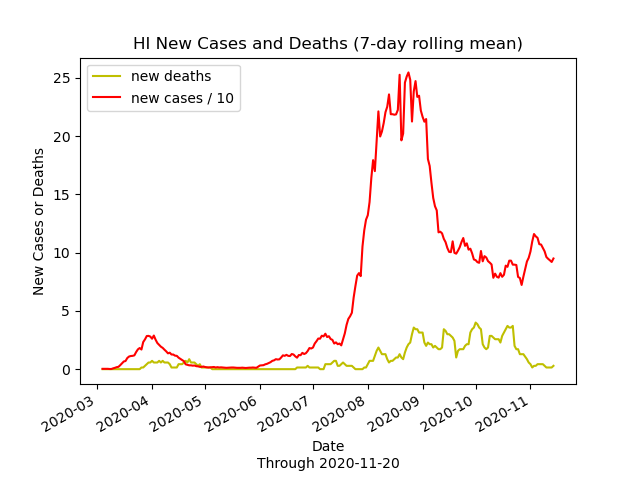 HI New Cases and Deaths (7-day rolling mean)
new deaths
new cases / 10
New Cases or Deaths
25
20
15
10
5
0
2020-03
2020-04
2020-05
2020-06
2020-07
2020-08
2020-09
2020-10
2020-11
Date
Through 2020-11-20